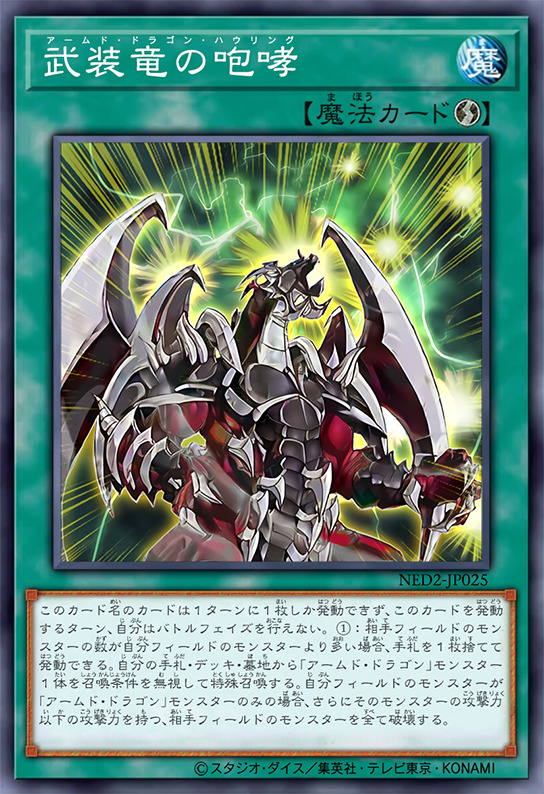 アームド・ドラゴン・ハウリング
武装竜の咆哮
魔
まほう
【魔法カード】
NED2-JP025
このカード名のカードは１ターンに１枚しか発動できず、このカードを発動
するターン、自分はバトルフェイズを行えない。①：相手フィールドのモン
スターの数が自分フィールドのモンスターより多い場合、手札を１枚捨てて
発動できる。自分の手札・デッキ・墓地から「アームド・ドラゴン」モンスター
１体を召喚条件を無視して特殊召喚する。自分フィールドのモンスターが
「アームド・ドラゴン」モンスターのみの場合、さらにそのモンスターの攻撃力
以下の攻撃力を持つ、相手フィールドのモンスターを全て破壊する。
©スタジオ・ダイス／集英社・テレビ東京・KONAMI